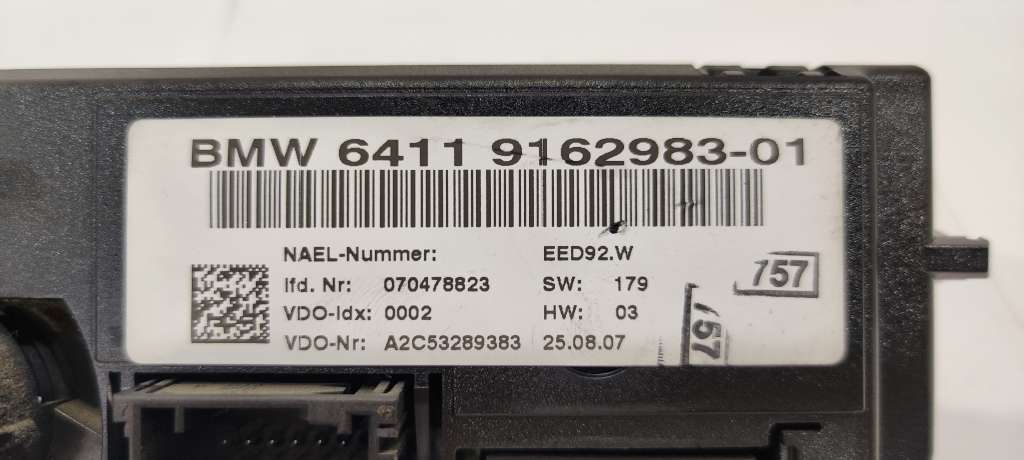 BMW 6411 9162983-01
NAEL-Nummer: EED92.W
lfd. Nr: 070478823 SW: 179
VDO-Idx: 0002 HW: 03
VDO-Nr: A2C53289383 25.08.07
757
57